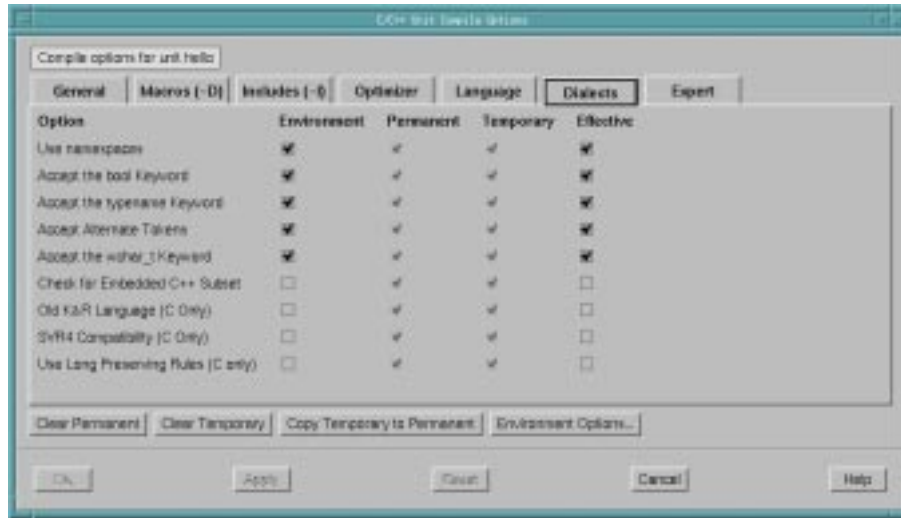 C/C++ Unit Compile Options
Compile options for unit hello
General Macros (-D) Includes (-I) Optimizer Language Dialects Expert
Option Environment Permanent Temporary Effective
Use namespaces
Accept the bool Keyword
Accept the typename Keyword
Accept Alternate Tokens
Accept the wchar_t Keyword
Check for Embedded C++ Subset
Old K&R Language (C Only)
SVR4 Compatibility (C Only)
Use Long Preserving Rules (C only)
Clear Permanent Clear Temporary Copy Temporary to Permanent Environment Options...
OK Apply Reset Cancel Help